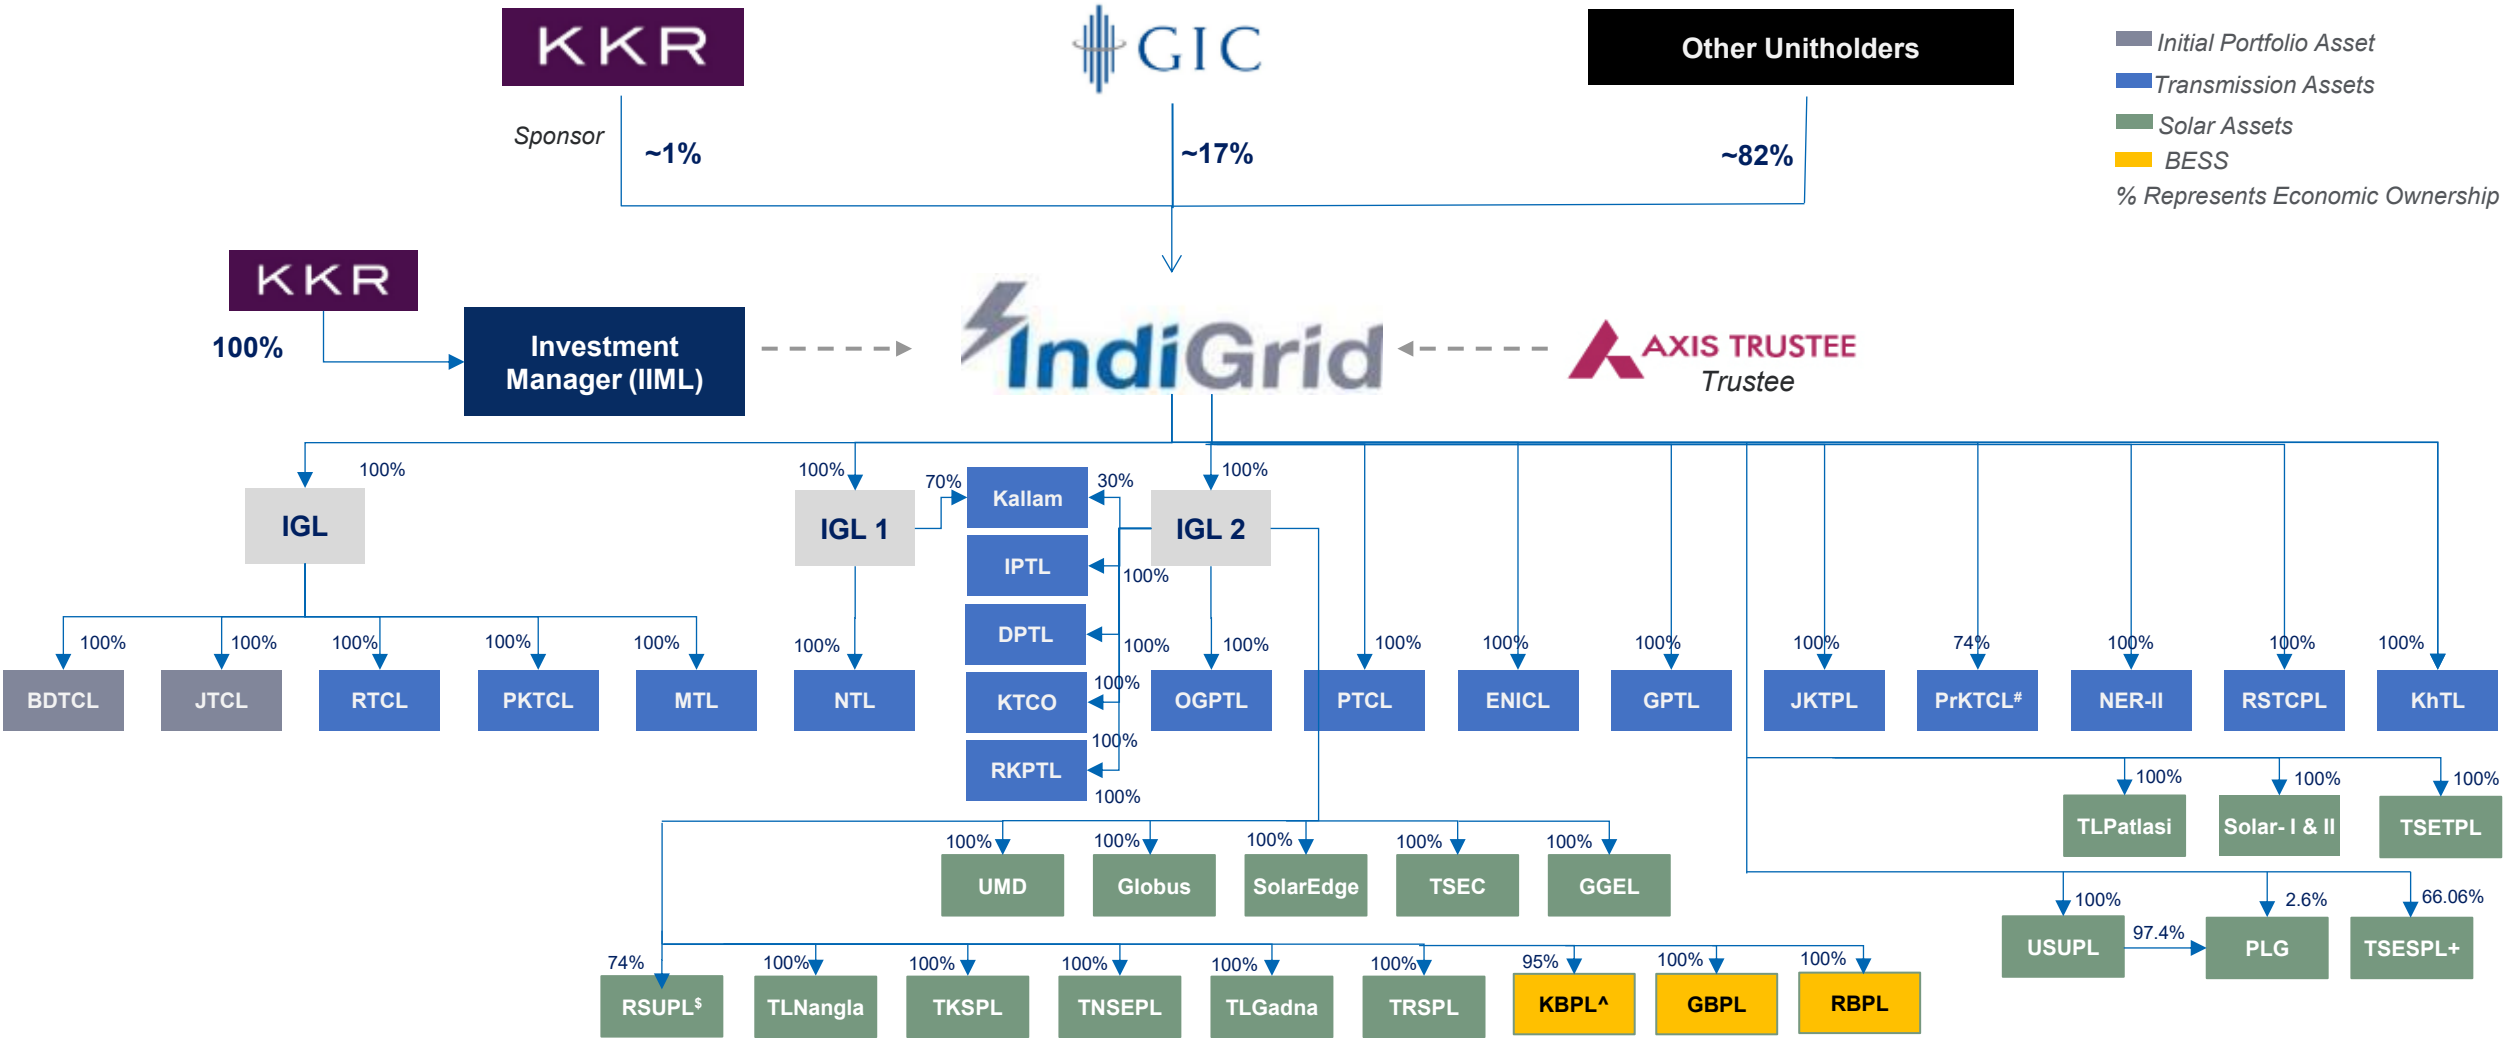 KKR
GIC
Other Unitholders
Initial Portfolio Asset
Transmission Assets
Solar Assets
BESS
% Represents Economic Ownership
Sponsor
~1%
~17%
~82%
KKR
100%
Investment
Manager (IIML)
IndiGrid
AXIS TRUSTEE
Trustee
100%
100%
70%
30%
100%
IGL
IGL 1
Kallam
IGL 2
IPTL
100%
DPTL
100%
100%
100%
100%
100%
100%
100%
100%
100%
100%
100%
100%
74%
100%
100%
100%
100%
BDTCL
JTCL
RTCL
PKTCL
MTL
NTL
KTCO
OGPTL
PTCL
ENICL
GPTL
JKTPL
PrKTCL#
NER-II
RSTCPL
KhTL
100%
RKPTL
100%
100%
100%
100%
TLPatlasi
Solar- I & II
TSETPL
100%
100%
100%
100%
100%
UMD
Globus
SolarEdge
TSEC
GGEL
100%
2.6%
66.06%
USUPL
97.4%
PLG
TSESPL+
74%
100%
100%
100%
100%
100%
95%
100%
100%
RSUPL$
TLNangla
TKSPL
TNSEPL
TLGadna
TRSPL
KBPL^
GBPL
RBPL